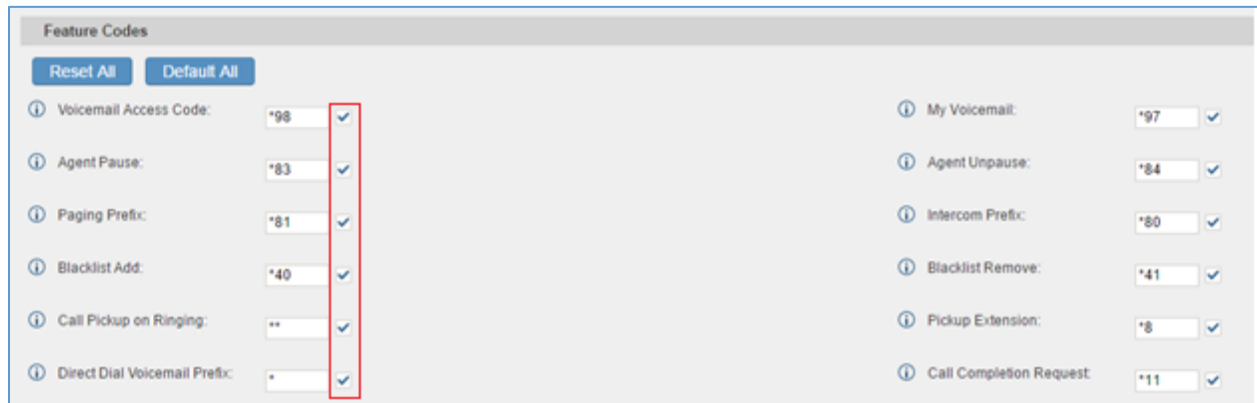 Feature Codes
Reset All Default All
Voicemail Access Code: *98 My Voicemail: *97
Agent Pause: *83 Agent Unpause: *84
Paging Prefix: *81 Intercom Prefix: *80
Blacklist Add: *40 Blacklist Remove: *41
Call Pickup on Ringing: ** Pickup Extension: *8
Direct Dial Voicemail Prefix: * Call Completion Request: *11